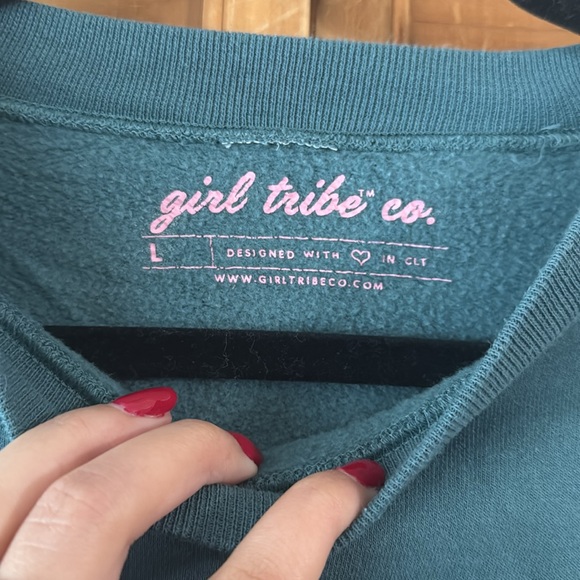 girl tribe™ co.
L DESIGNED WITH ♡ IN CLT
WWW.GIRLTRIBECO.COM